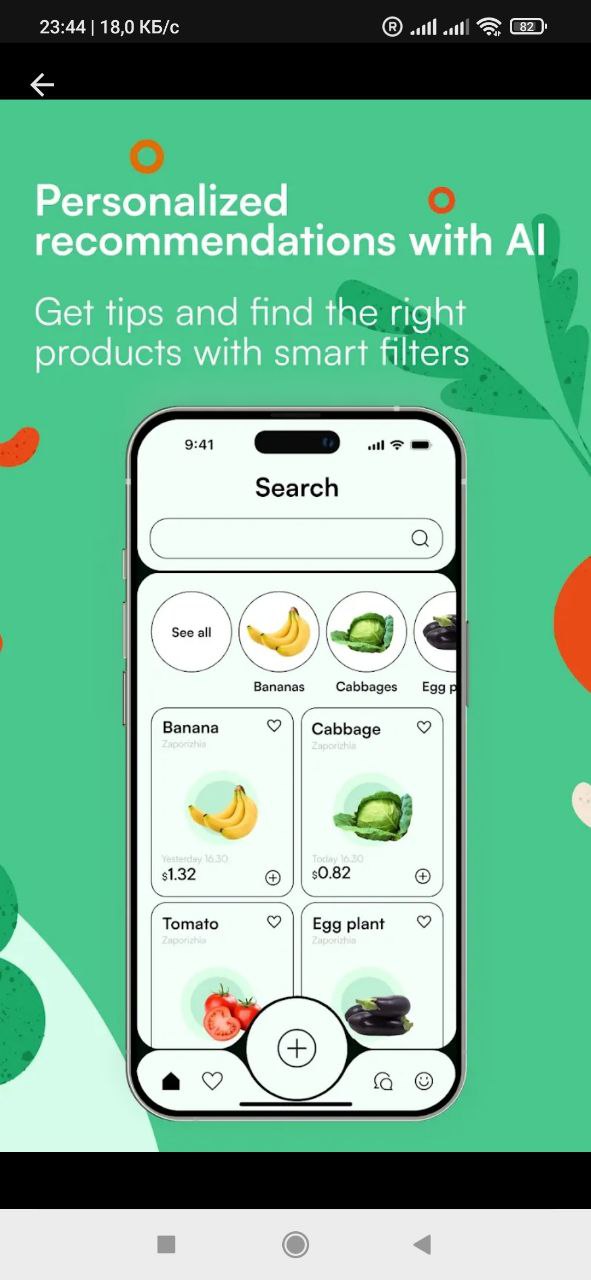 23:44 | 18,0 КБ/с
R
82
Personalized
recommendations with AI
Get tips and find the right
products with smart filters
9:41
Search
See all
Bananas
Cabbages
Egg p
Banana
Zaporizhia
Yesterday 16.30
$1.32
Cabbage
Zaporizhia
Today 16.30
$0.82
Tomato
Zaporizhia
Egg plant
Zaporizhia